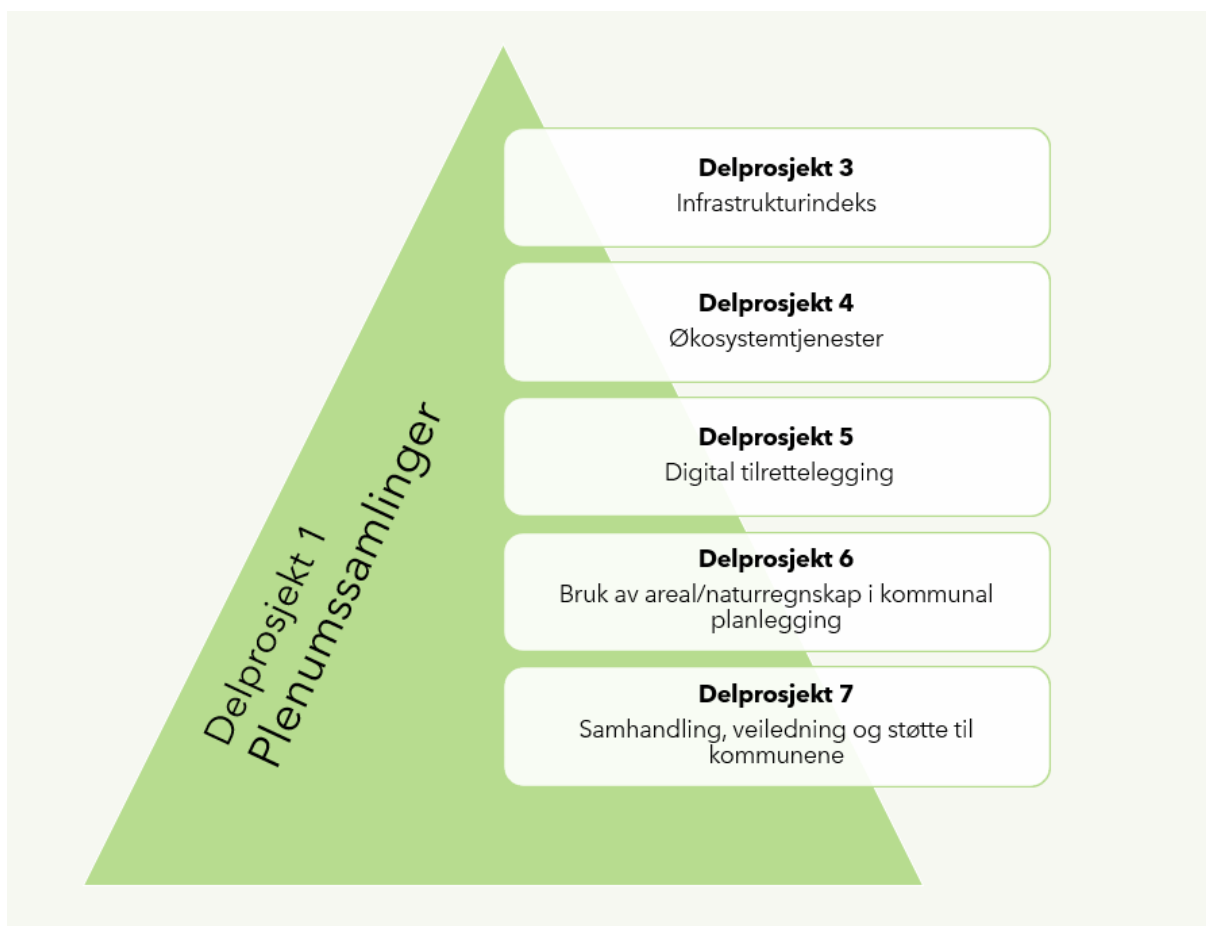 Delprosjekt 1
Plenumssamlinger
Delprosjekt 3
Infrastrukturindeks
Delprosjekt 4
Økosystemtjenester
Delprosjekt 5
Digital tilrettelegging
Delprosjekt 6
Bruk av areal/naturregnskap i kommunal
planlegging
Delprosjekt 7
Samhandling, veiledning og støtte til
kommunene